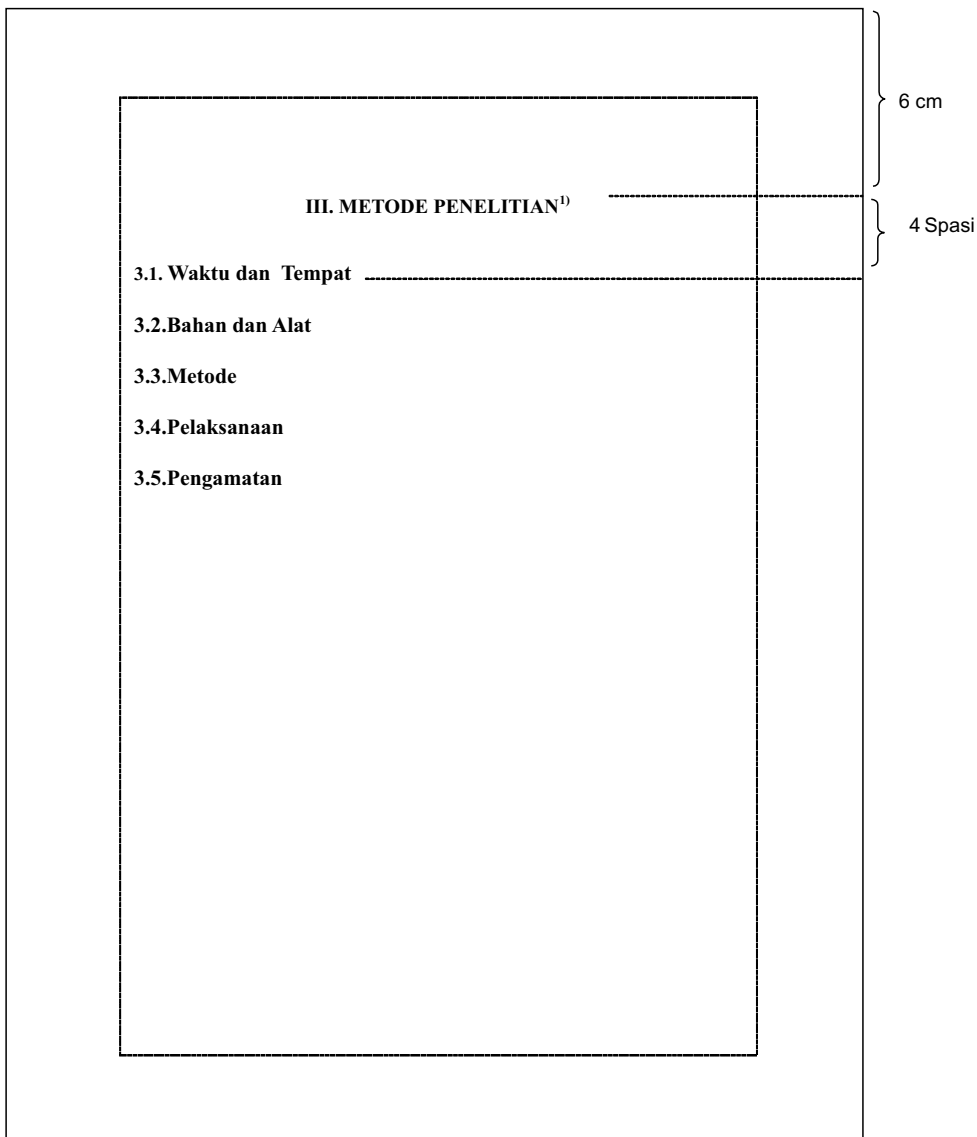 6 cm
III. METODE PENELITIAN¹⁾
4 Spasi
3.1. Waktu dan  Tempat
3.2.Bahan dan Alat
3.3.Metode
3.4.Pelaksanaan
3.5.Pengamatan